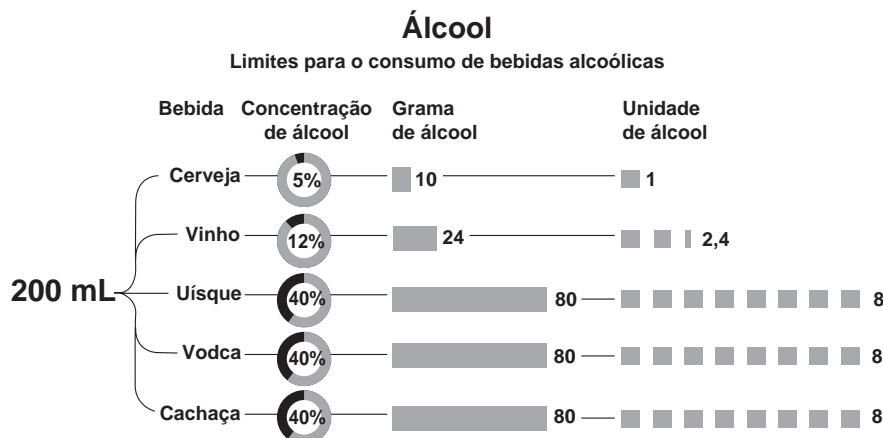 Álcool
Limites para o consumo de bebidas alcoólicas
Bebida Concentração de álcool Grama de álcool Unidade de álcool
200 mL
Cerveja 5% 10 1
Vinho 12% 24 2,4
Uísque 40% 80 8
Vodca 40% 80 8
Cachaça 40% 80 8